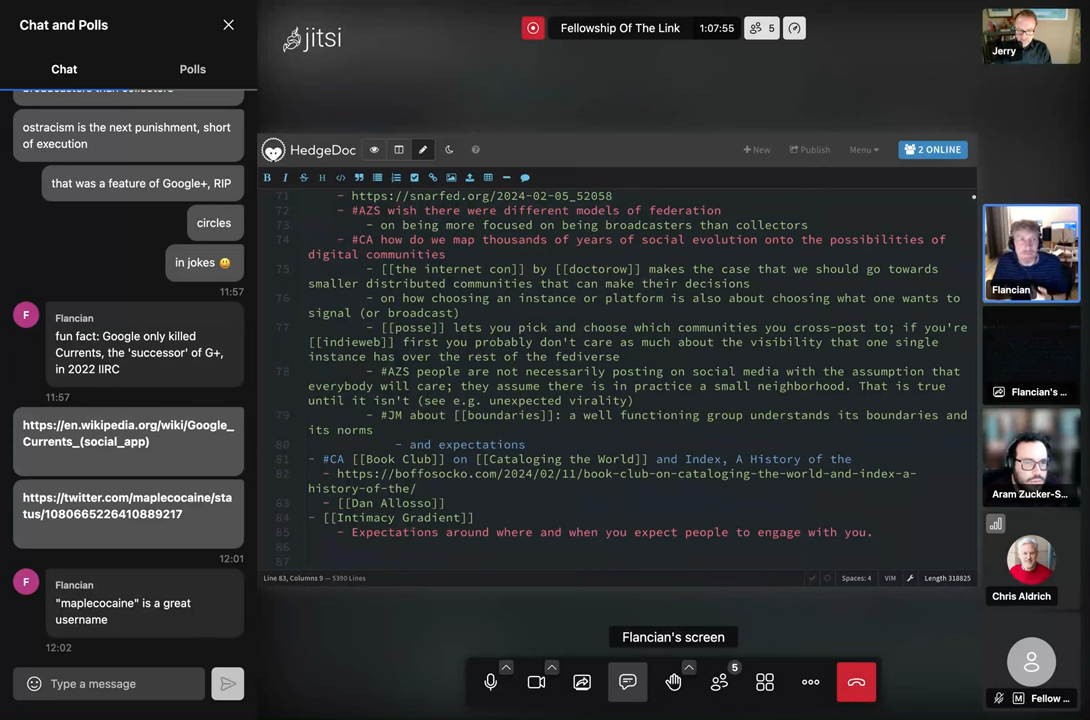 Chat and Polls
Chat
Polls
broadcasters than collectors
ostracism is the next punishment, short
of execution
that was a feature of Google+, RIP
circles
in jokes 😀
11:57
F
Flancian
fun fact: Google only killed
Currents, the 'successor' of G+,
in 2022 IIRC
11:57
https://en.wikipedia.org/wiki/Google_
Currents_(social_app)
https://twitter.com/maplecocaine/sta
tus/1080665226410889217
12:01
F
Flancian
"maplecocaine" is a great
username
12:02
Type a message
jitsi
Fellowship Of The Link
1:07:55
5
HedgeDoc
New
Publish
Menu
2 ONLINE
B I S H </>
71 - https://snarfed.org/2024-02-05_52058
72 - #AZS wish there were different models of federation
73 - on being more focused on being broadcasters than collectors
74 - #CA how do we map thousands of years of social evolution onto the possibilities of
digital communities
75 - [[the internet con]] by [[doctorow]] makes the case that we should go towards
smaller distributed communities that can make their decisions
76 - on how choosing an instance or platform is also about choosing what one wants to
signal (or broadcast)
77 - [[posse]] lets you pick and choose which communities you cross-post to; if you're
[[indieweb]] first you probably don't care as much about the visibility that one single
instance has over the rest of the fediverse
78 - #AZS people are not necessarily posting on social media with the assumption that
everybody will care; they assume there is in practice a small neighborhood. That is true
until it isn't (see e.g. unexpected virality)
79 - #JM about [[boundaries]]: a well functioning group understands its boundaries and
its norms
80 - and expectations
81 - #CA [[Book Club]] on [[Cataloging the World]] and Index, A History of the
82 - https://boffosocko.com/2024/02/11/book-club-on-cataloging-the-world-and-index-a-
history-of-the/
83 - [[Dan Allosso]]
84 - [[Intimacy Gradient]]
85 - Expectations around where and when you expect people to engage with you.
86
87
Line 83, Columns 9 — 5390 Lines
Spaces: 4
VIM
Length 318825
Flancian's screen
5
Jerry
Flancian
Flancian's ...
Aram Zucker-S...
Chris Aldrich
M
Fellow ...